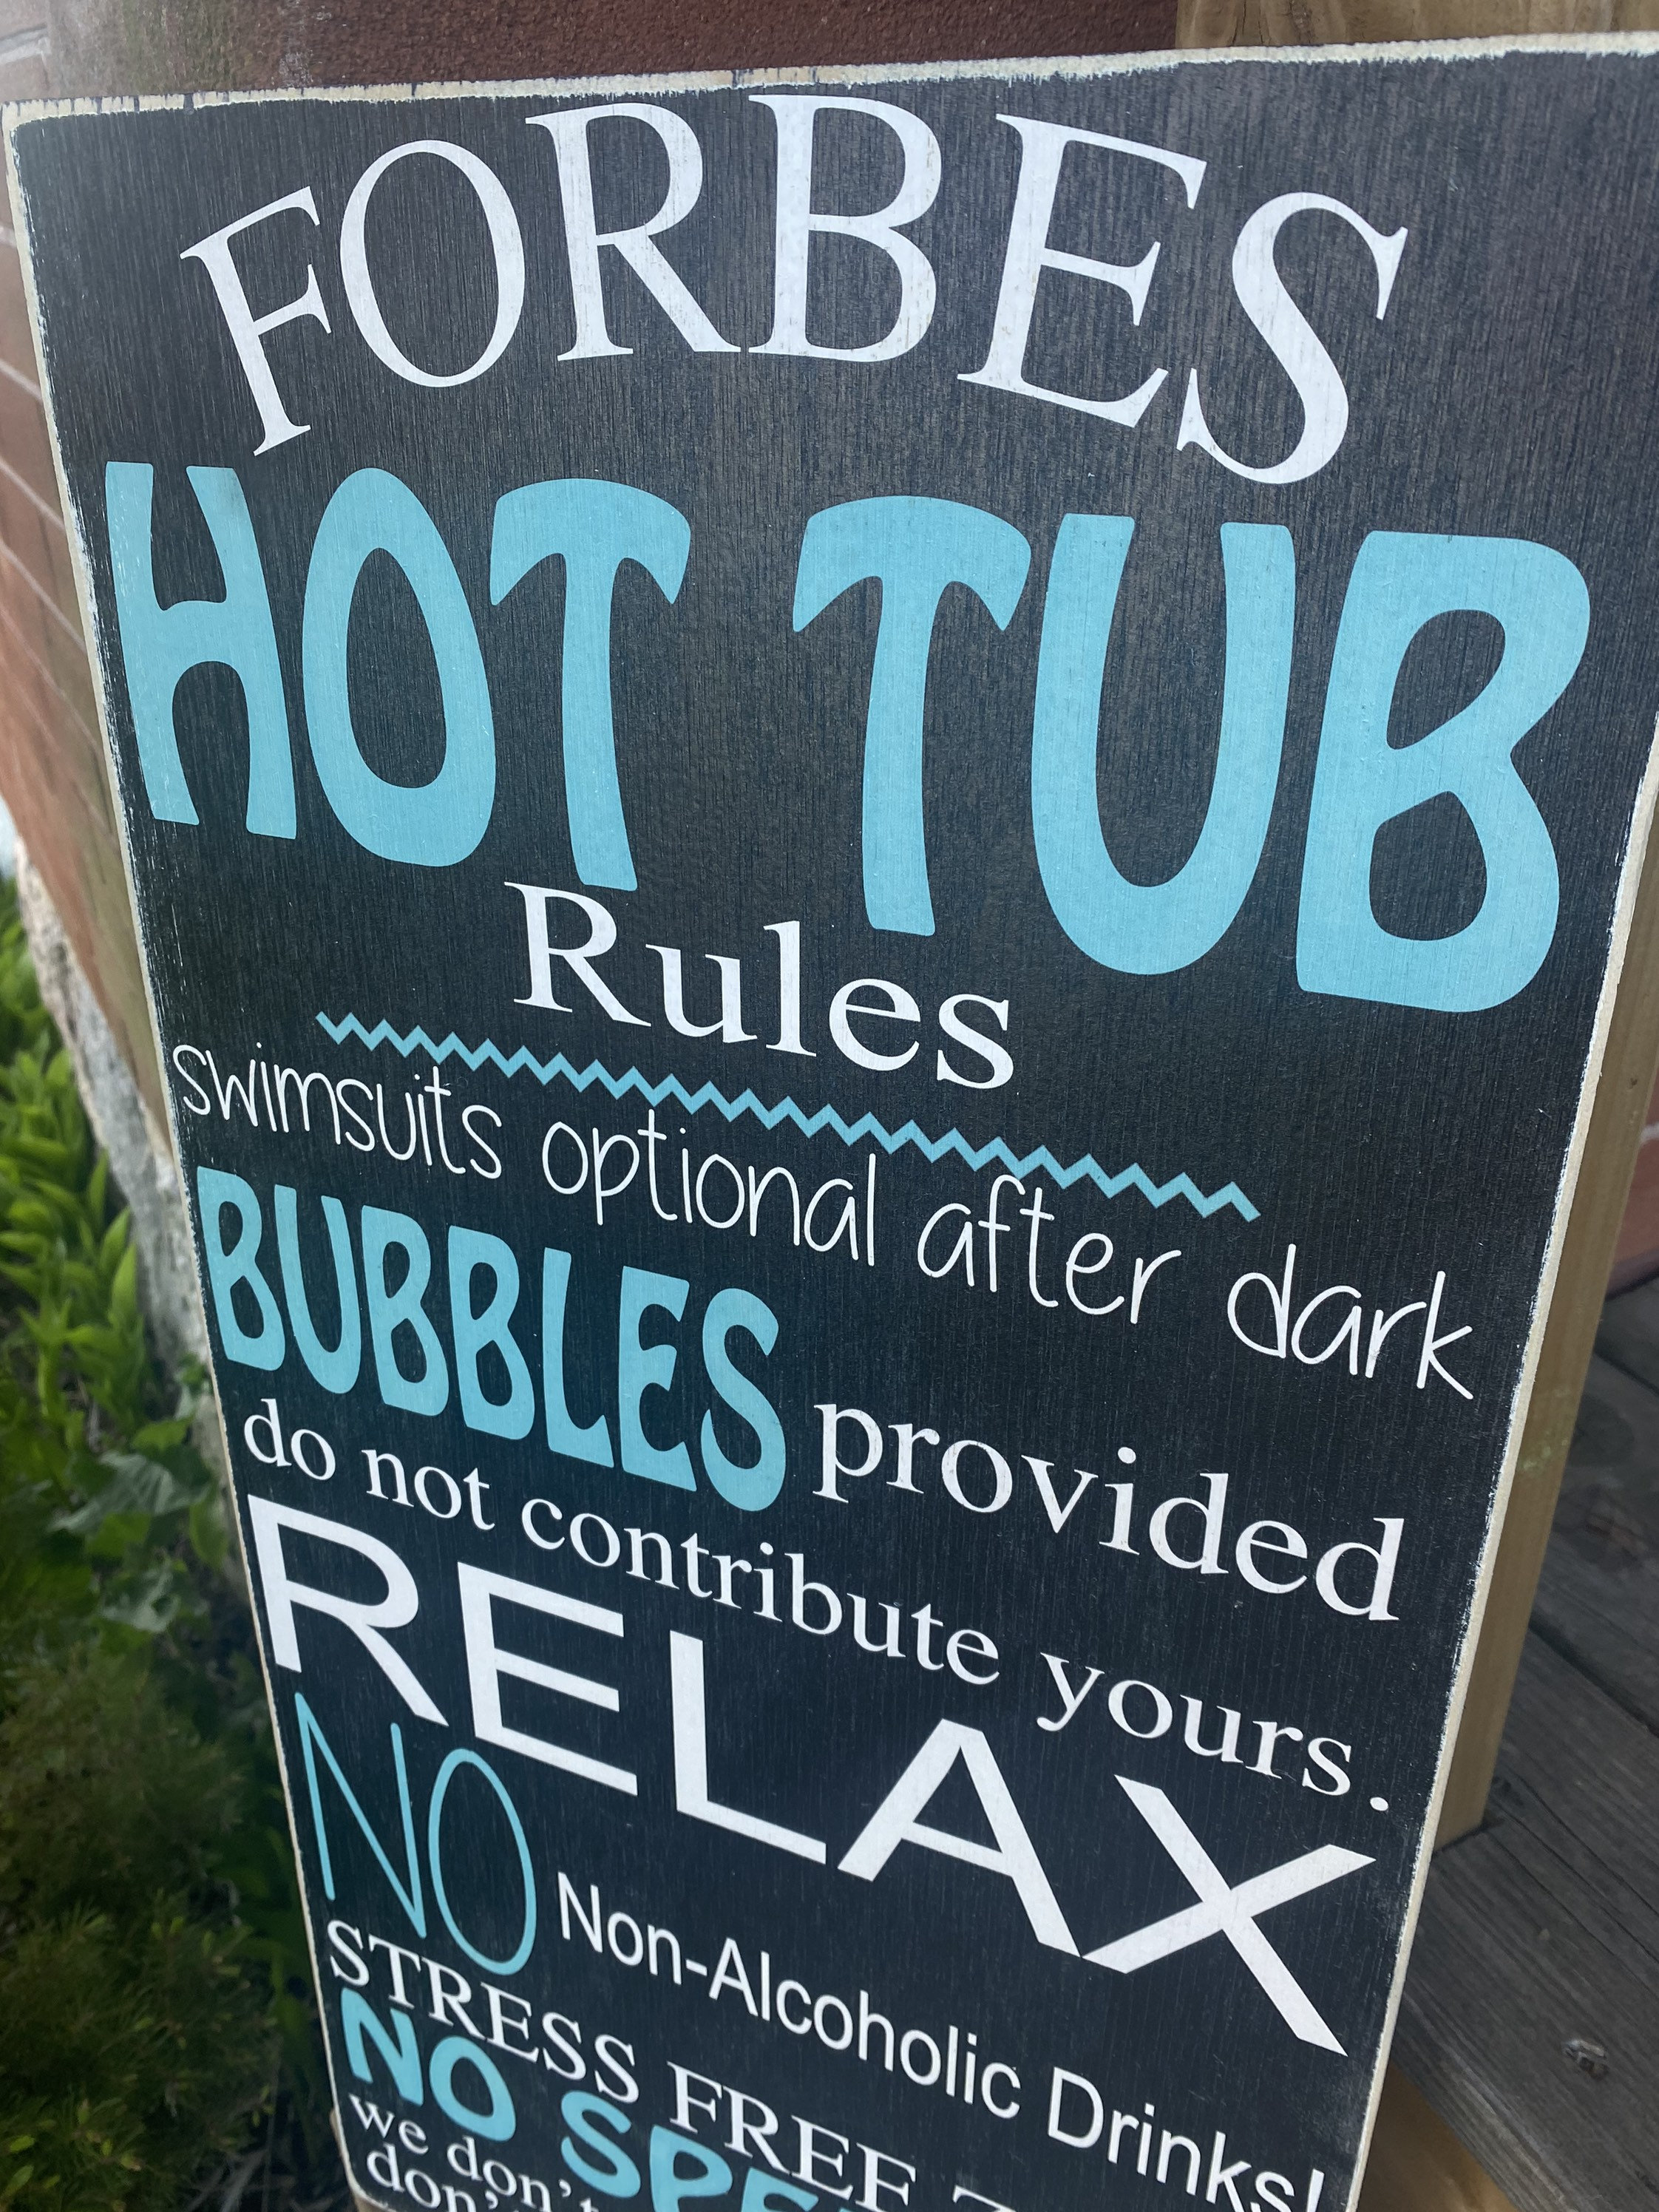 FORBES
HOT TUB
Rules
swimsuits optional after dark
BUBBLES provided
do not contribute yours.
RELAX
NO Non-Alcoholic Drinks!
STRESS FREE
NO
we don't